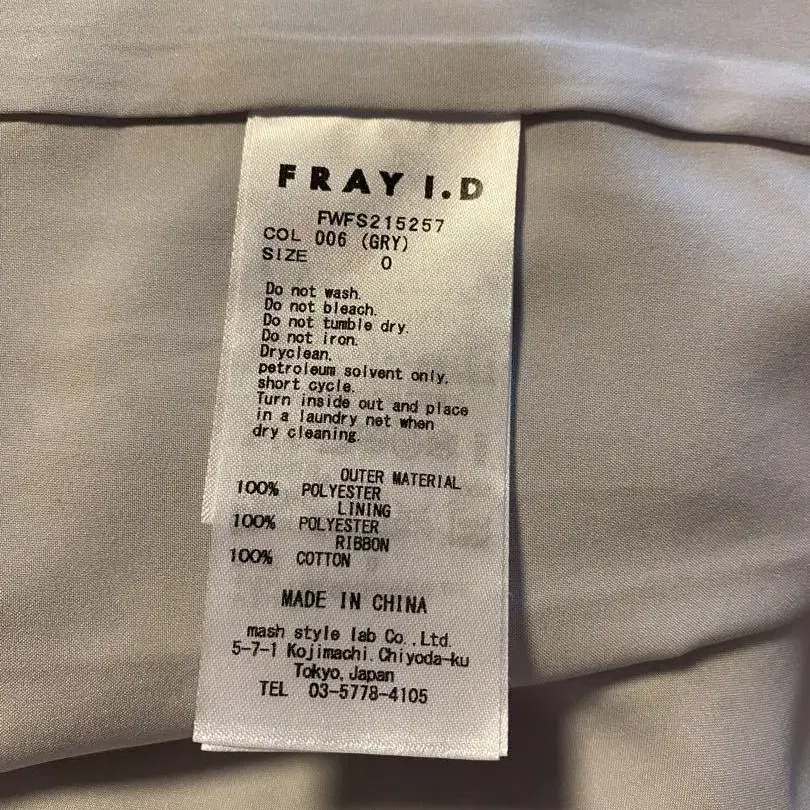 FRAY I.D
FWFS215257
COL 006 (GRY)
SIZE 0
Do not wash.
Do not bleach.
Do not tumble dry.
Do not iron.
Dryclean.
petroleum solvent only.
short cycle.
Turn inside out and place
in a laundry net when
dry cleaning.
OUTER MATERIAL
100% POLYESTER
LINING
100% POLYESTER
RIBBON
100% COTTON
MADE IN CHINA
mash style lab Co.,Ltd.
5-7-1 Kojimachi.Chiyoda-ku
Tokyo,Japan
TEL 03-5778-4105